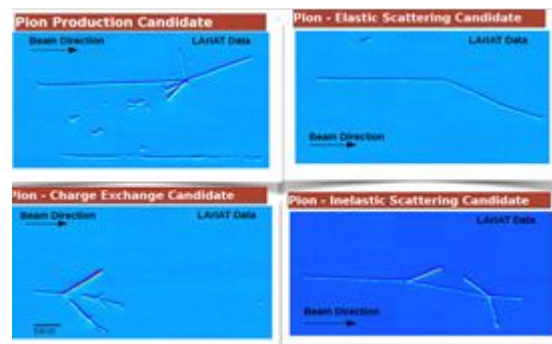 Pion Production Candidate
Beam Direction
LArIAT Data
Pion - Elastic Scattering Candidate
LArIAT Data
Beam Direction
Pion - Charge Exchange Candidate
Beam Direction
LArIAT Data
Pion - Inelastic Scattering Candidate
LArIAT Data
Beam Direction